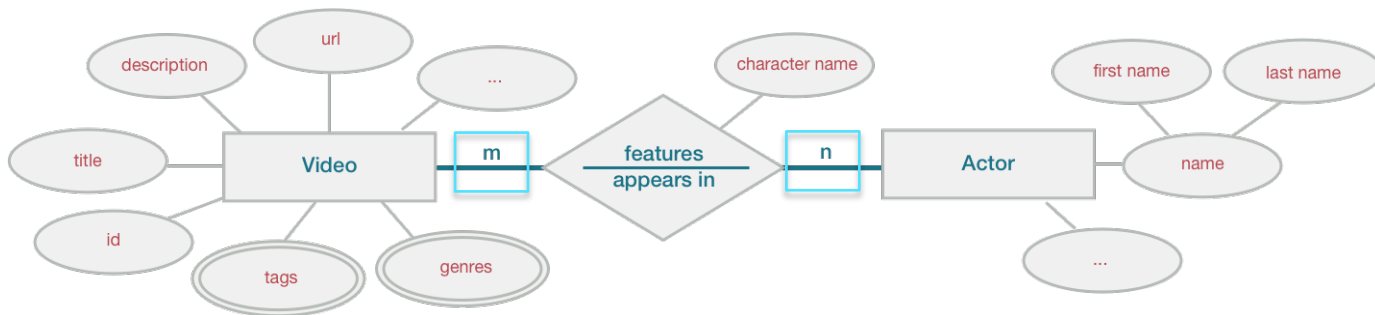 url
description
...
character name
first name
last name
title
Video
m
features
appears in
n
Actor
name
id
tags
genres
...